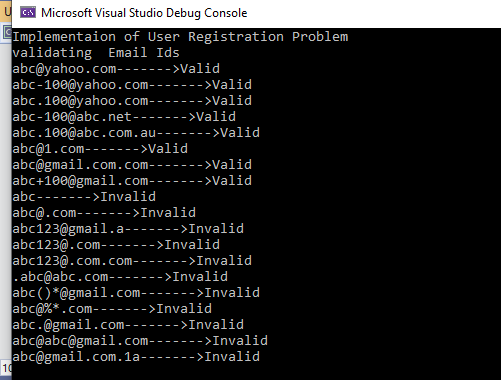 Microsoft Visual Studio Debug Console
Implementaion of User Registration Problem
validating  Email Ids
abc@yahoo.com------->Valid
abc-100@yahoo.com------->Valid
abc.100@yahoo.com------->Valid
abc-100@abc.net------->Valid
abc.100@abc.com.au------->Valid
abc@1.com------->Valid
abc@gmail.com.com------->Valid
abc+100@gmail.com------->Valid
abc------->Invalid
abc@.com------->Invalid
abc123@gmail.a------->Invalid
abc123@.com------->Invalid
abc123@.com.com------->Invalid
.abc@abc.com------->Invalid
abc()*@gmail.com------->Invalid
abc@%*.com------->Invalid
abc.@gmail.com------->Invalid
abc@abc@gmail.com------->Invalid
abc@gmail.com.1a------->Invalid